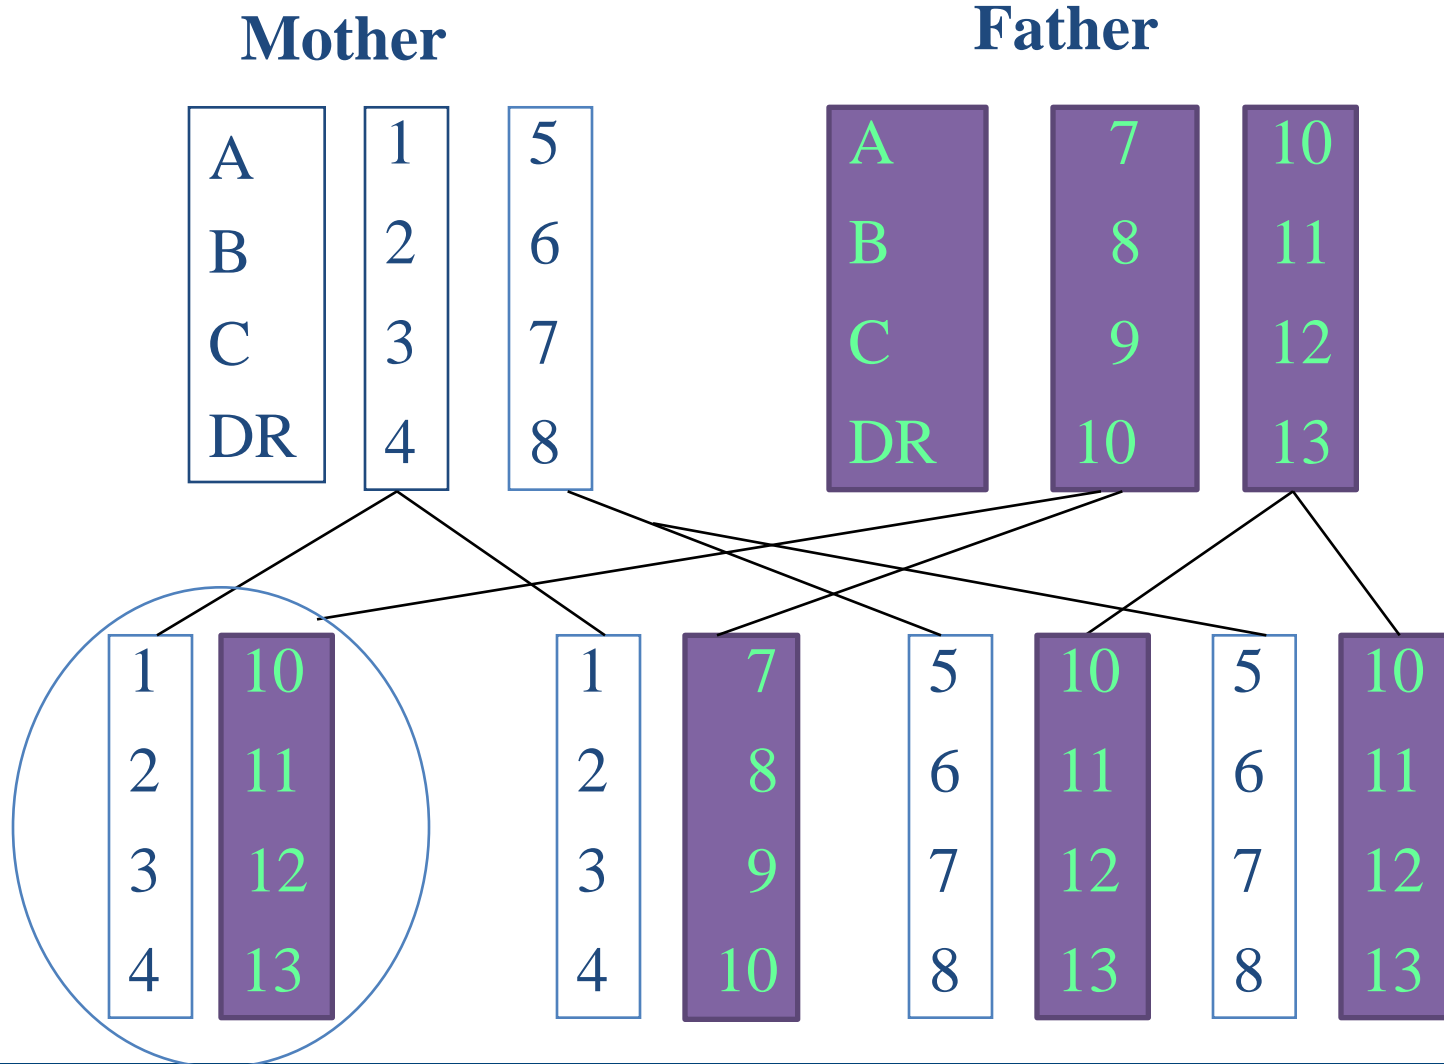 Mother Father
A 1 5 A 7 10
B 2 6 B 8 11
C 3 7 C 9 12
DR 4 8 DR 10 13
1 10 1 7 5 10 5 10
2 11 2 8 6 11 6 11
3 12 3 9 7 12 7 12
4 13 4 10 8 13 8 13